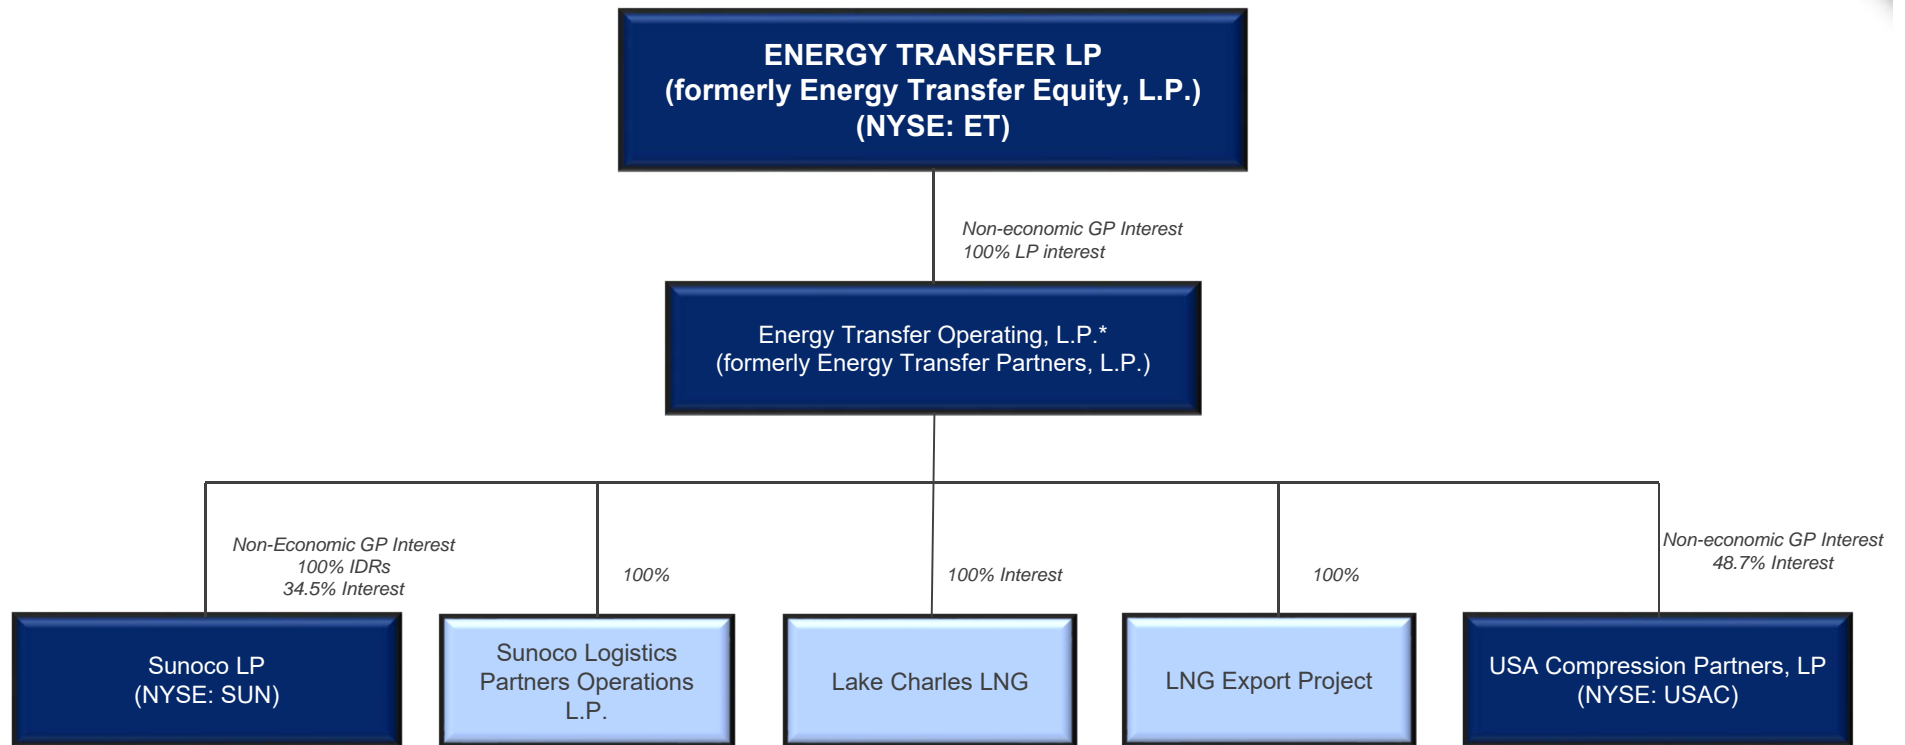 ENERGY TRANSFER LP
(formerly Energy Transfer Equity, L.P.)
(NYSE: ET)
Non-economic GP Interest
100% LP interest
Energy Transfer Operating, L.P.*
(formerly Energy Transfer Partners, L.P.)
Non-Economic GP Interest
100% IDRs
34.5% Interest
100%
100% Interest
100%
Non-economic GP Interest
48.7% Interest
Sunoco LP
(NYSE: SUN)
Sunoco Logistics
Partners Operations
L.P.
Lake Charles LNG
LNG Export Project
USA Compression Partners, LP
(NYSE: USAC)